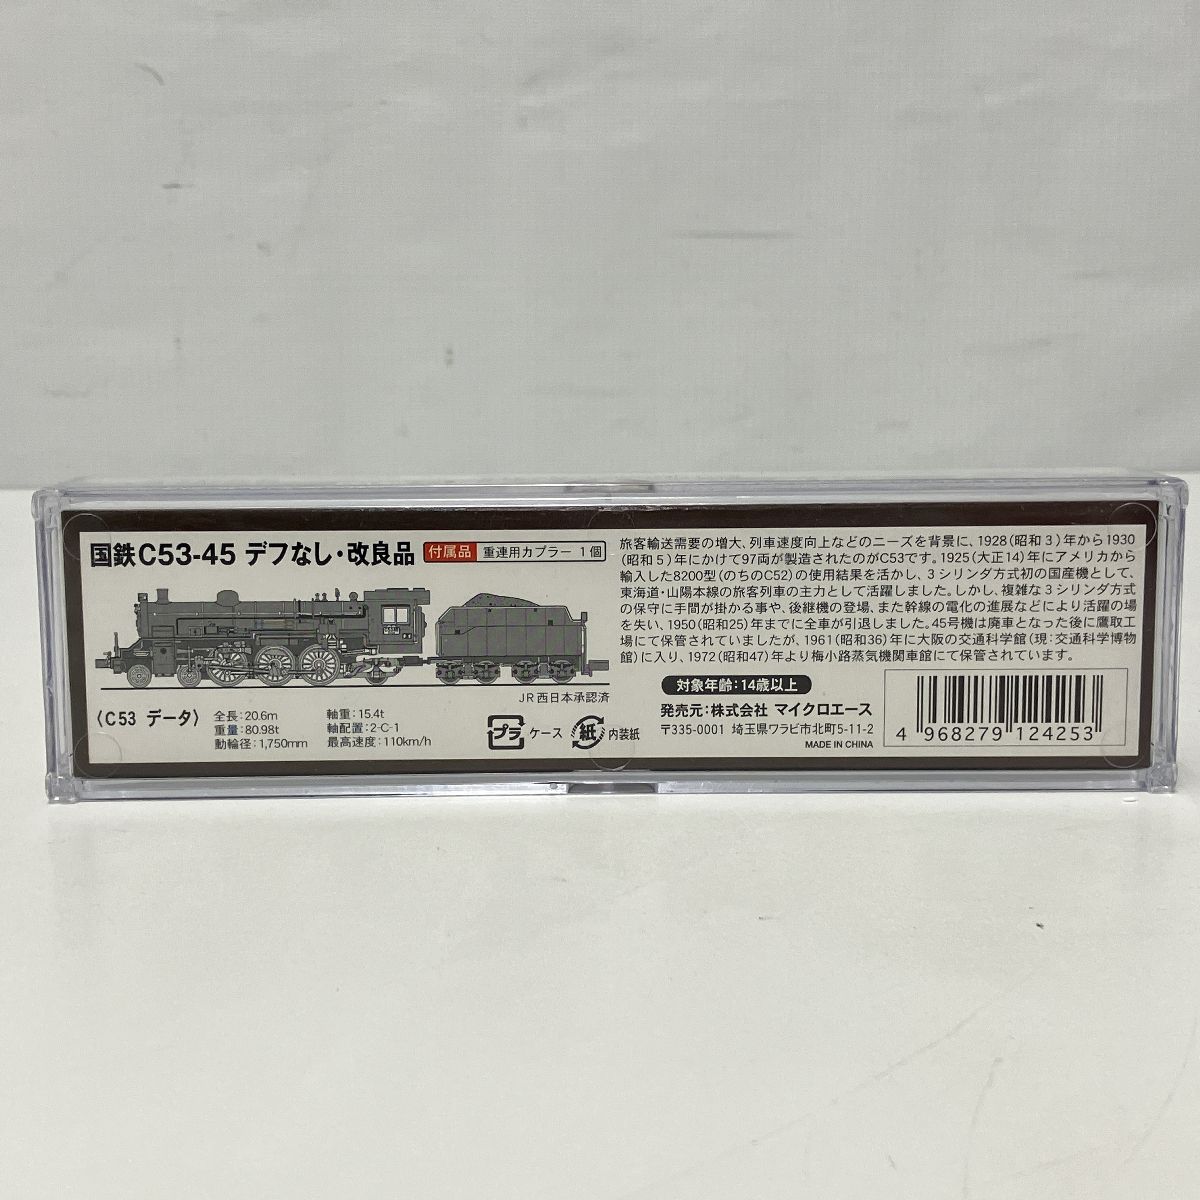 国鉄C53-45 デフなし・改良品 付属品 重連用カプラー 1個
JR西日本承認済
〈C53 データ〉
全長:20.6m
重量:80.98t
動輪径:1,750mm
軸重:15.4t
軸配置:2-C-1
最高速度:110km/h
プラ ケース 紙 内装紙
旅客輸送需要の増大、列車速度向上などのニーズを背景に、1928(昭和3)年から1930
(昭和5)年にかけて97両が製造されたのがC53です。1925(大正14)年にアメリカから
輸入した8200型(のちのC52)の使用結果を活かし、3シリンダ方式初の国産機として、
東海道・山陽本線の旅客列車の主力として活躍しました。しかし、複雑な3シリンダ方式
の保守に手間が掛かる事や、後継機の登場、また幹線の電化の進展などにより活躍の場
を失い、1950(昭和25)年までに全車が引退しました。45号機は廃車となった後に鷹取工
場にて保管されていましたが、1961(昭和36)年に大阪の交通科学館(現:交通科学博物
館)に入り、1972(昭和47)年より梅小路蒸気機関車館にて保管されています。
対象年齢:14歳以上
発売元:株式会社 マイクロエース
〒335-0001 埼玉県ワラビ市北町5-11-2
MADE IN CHINA
4 968279 124253